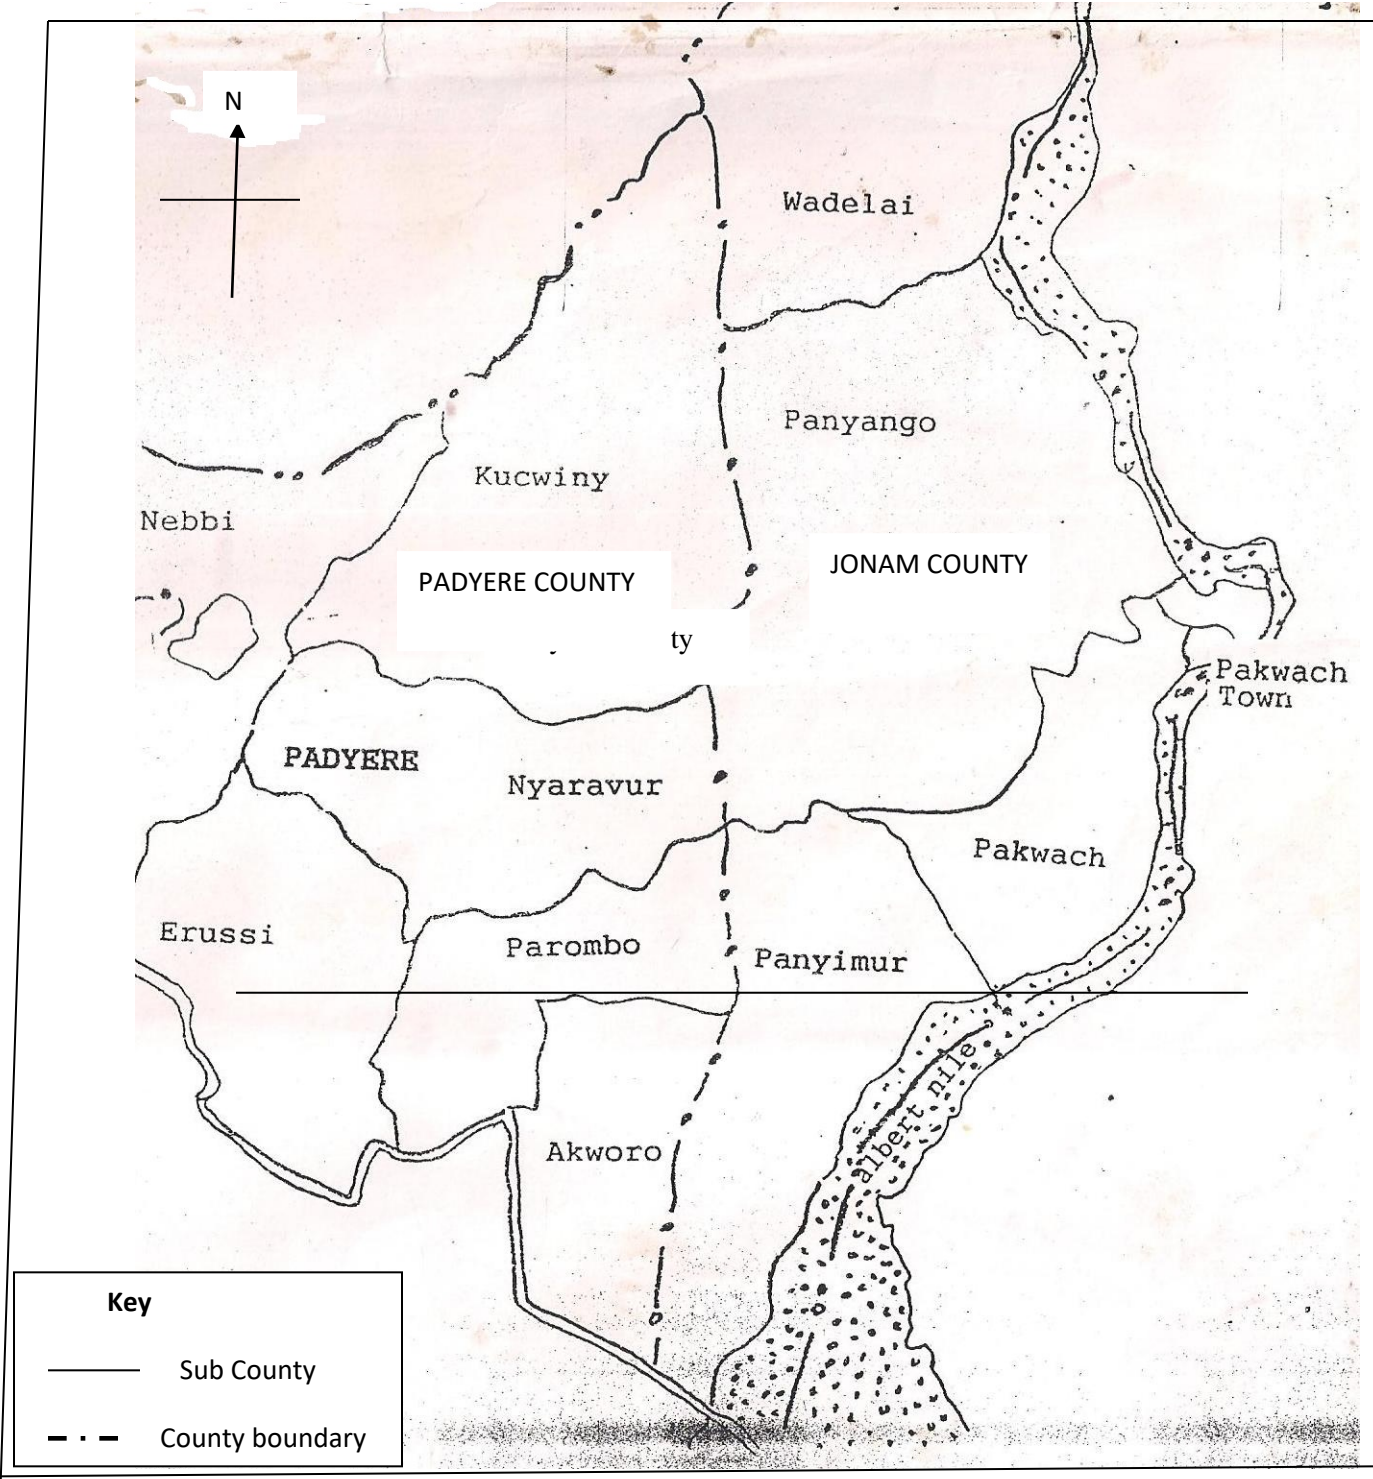 N
Wadelai
Panyango
Kucwiny
Nebbi
JONAM COUNTY
PADYERE COUNTY
ty
Pakwach
Town
PADYERE
Nyaravur
Pakwach
Erussi
Parombo
Panyimur
albert nile
Akworo
Key
Sub County
County boundary